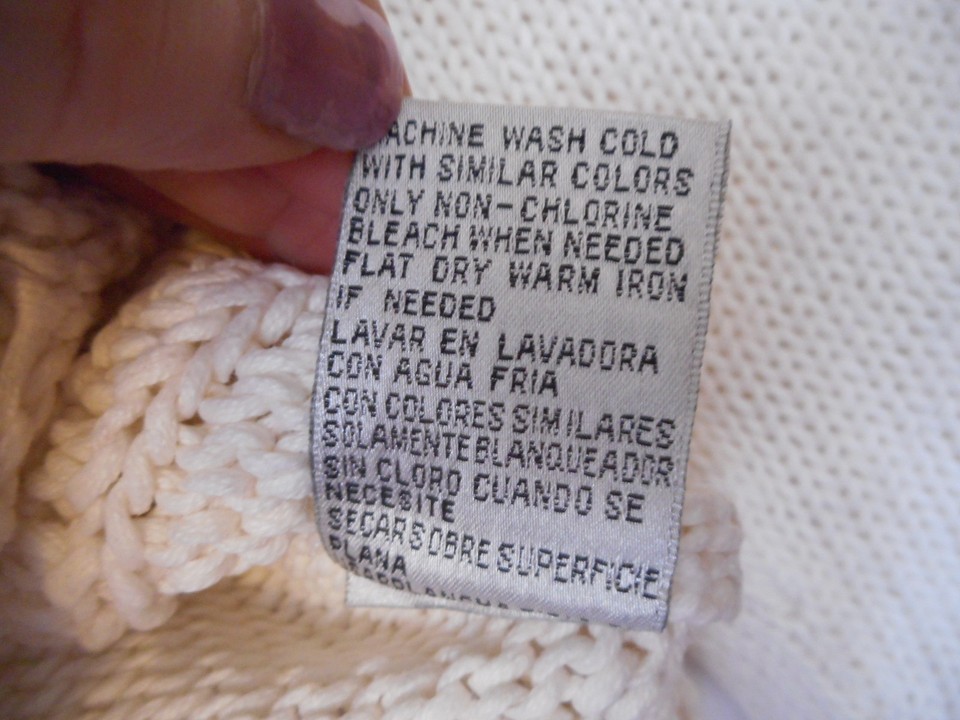 MACHINE WASH COLD
WITH SIMILAR COLORS
ONLY NON-CHLORINE
BLEACH WHEN NEEDED
FLAT DRY WARM IRON
IF NEEDED
LAVAR EN LAVADORA
CON AGUA FRIA
CON COLORES SIMILARES
SOLAMENTE BLANQUEADOR
SIN CLORO CUANDO SE
NECESITE
SECAR SOBRE SUPERFICIE
PLANA